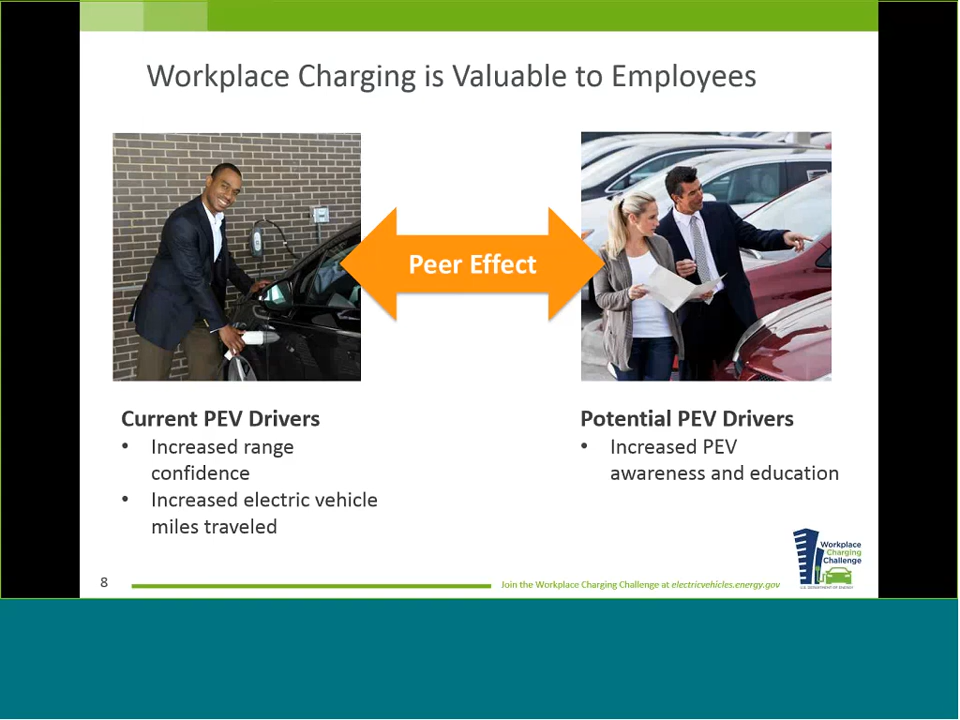 Workplace Charging is Valuable to Employees
Peer Effect
Current PEV Drivers
• Increased range
confidence
• Increased electric vehicle
miles traveled
Potential PEV Drivers
• Increased PEV
awareness and education
Workplace
Charging
Challenge
U.S. DEPARTMENT OF ENERGY
8
Join the Workplace Charging Challenge at electricvehicles.energy.gov